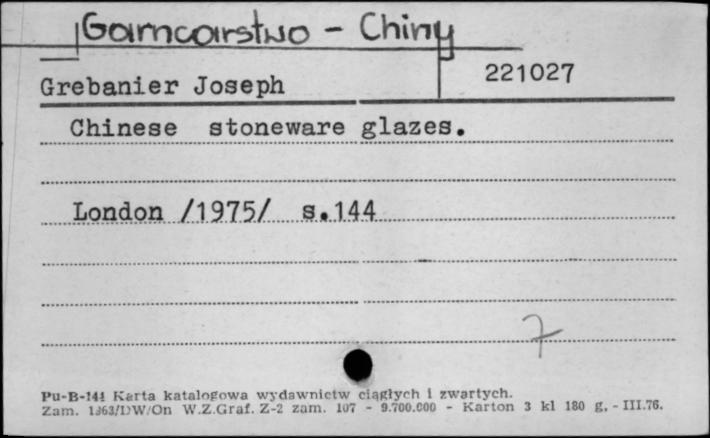 Garncarstwo - Chiny
221027
Grebanier Joseph
Chinese stoneware glazes.
London /1975/ s.144
7
Pu-B-141 Karta katalogowa wydawnictw ciągłych i zwartych.
Zam. 1363/DW/On W.Z.Graf. Z-2 zam. 107 - 9.700.000 - Karton 3 kl 180 g. - III.76.